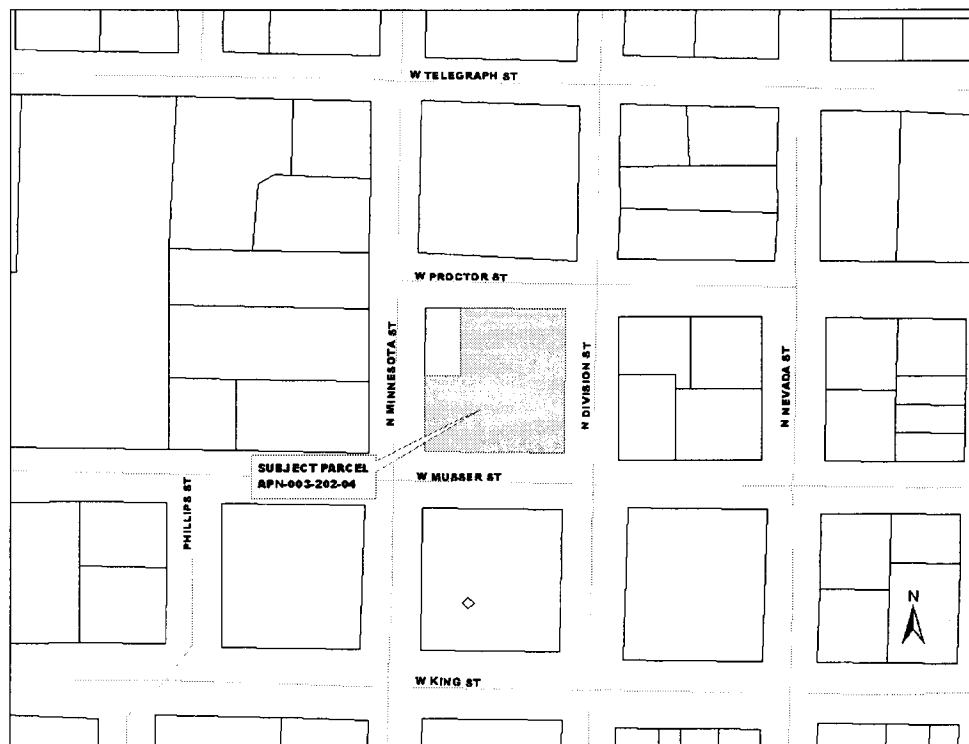 W TELEGRAPH ST
W PROCTOR ST
N MINNESOTA ST
N DIVISION ST
N NEVADA ST
SUBJECT PARCEL
APN-003-202-04
W MUSSER ST
PHILLIPS ST
N
W KING ST